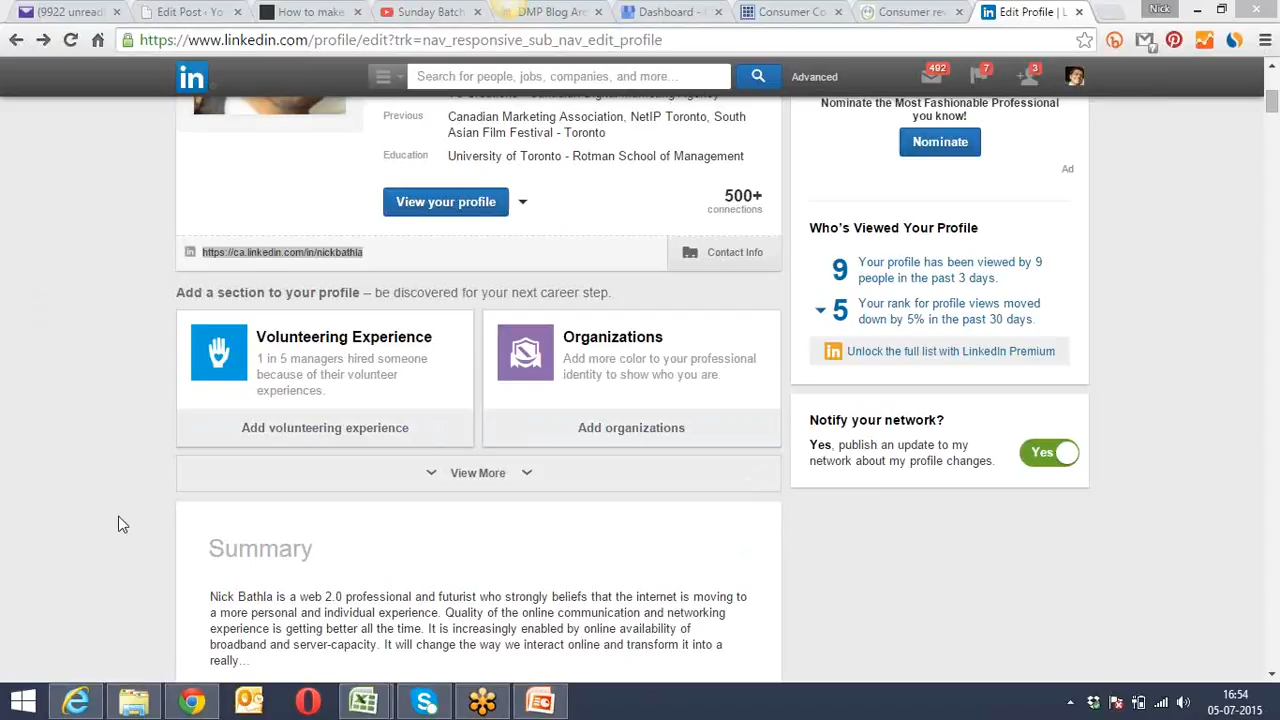 (9922 unread
Edit Post ‹ Yo
How to make
Sunday Batch
DMP Blog Are
Dashboard -
Consumer Co
Consumer rev
Edit Profile | L
Nick
https://www.linkedin.com/profile/edit?trk=nav_responsive_sub_nav_edit_profile
in
Search for people, jobs, companies, and more...
Advanced
492
7
3
Previous
Canadian Marketing Association, NetIP Toronto, South
Asian Film Festival - Toronto
Education
University of Toronto - Rotman School of Management
View your profile
500+
connections
https://ca.linkedin.com/in/nickbathla
Contact Info
Add a section to your profile – be discovered for your next career step.
Volunteering Experience
1 in 5 managers hired someone
because of their volunteer
experiences.
Add volunteering experience
Organizations
Add more color to your professional
identity to show who you are.
Add organizations
View More
Summary
Nick Bathla is a web 2.0 professional and futurist who strongly beliefs that the internet is moving to
a more personal and individual experience. Quality of the online communication and networking
experience is getting better all the time. It is increasingly enabled by online availability of
broadband and server-capacity. It will change the way we interact online and transform it into a
really...
Nominate the Most Fashionable Professional
you know!
Nominate
Ad
Who's Viewed Your Profile
9
Your profile has been viewed by 9
people in the past 3 days.
5
Your rank for profile views moved
down by 5% in the past 30 days.
in
Unlock the full list with LinkedIn Premium
Notify your network?
Yes, publish an update to my
network about my profile changes.
Yes
16:54
05-07-2015